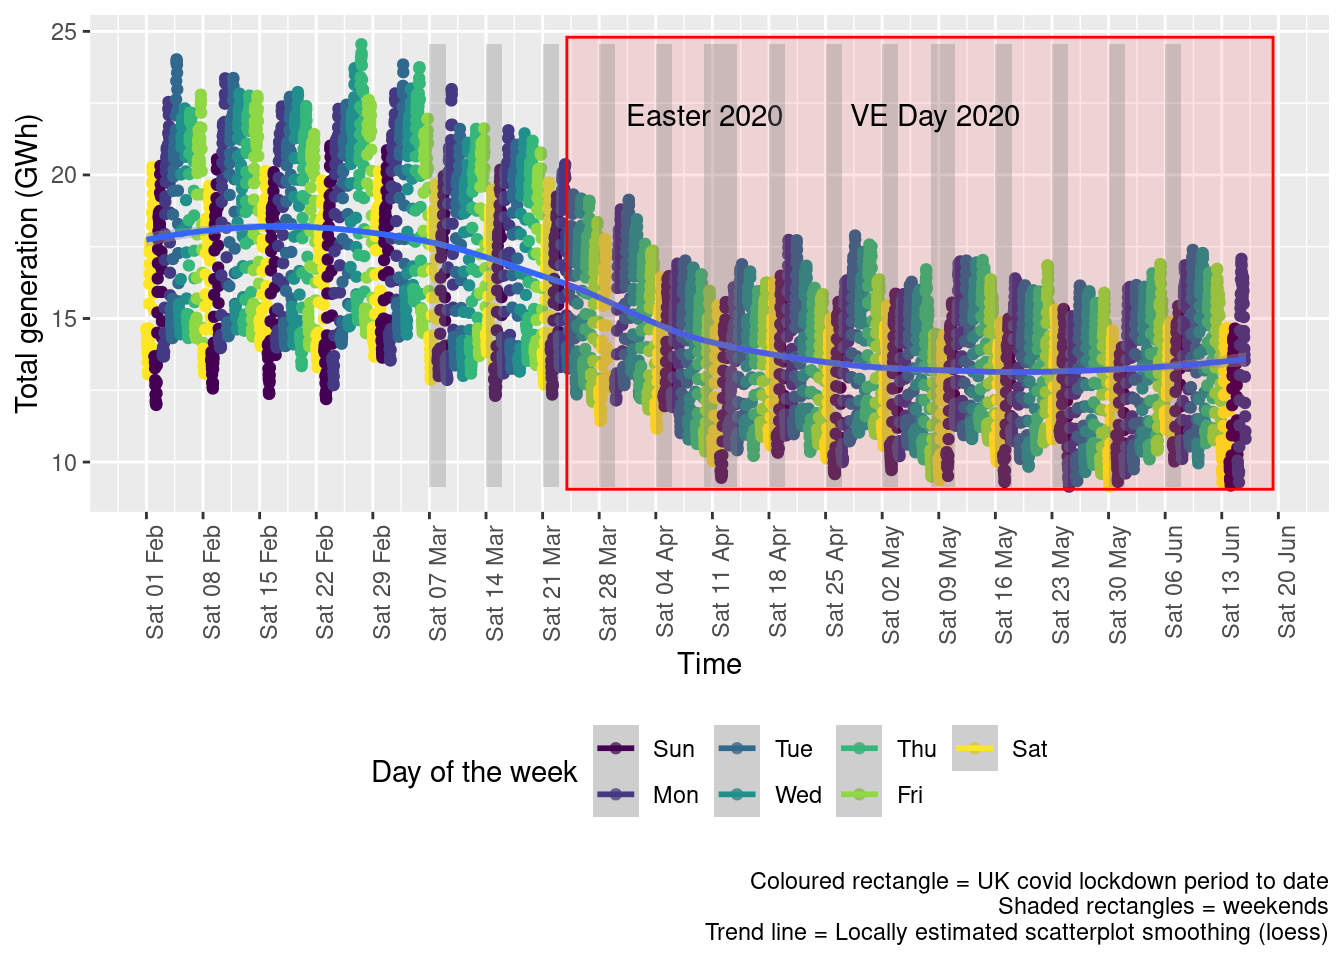 25
20
15
10
Total generation (GWh)
Easter 2020
VE Day 2020
Sat 01 Feb
Sat 08 Feb
Sat 15 Feb
Sat 22 Feb
Sat 29 Feb
Sat 07 Mar
Sat 14 Mar
Sat 21 Mar
Sat 28 Mar
Sat 04 Apr
Sat 11 Apr
Sat 18 Apr
Sat 25 Apr
Sat 02 May
Sat 09 May
Sat 16 May
Sat 23 May
Sat 30 May
Sat 06 Jun
Sat 13 Jun
Sat 20 Jun
Time
Day of the week
Sun
Tue
Thu
Sat
Mon
Wed
Fri
Coloured rectangle = UK covid lockdown period to date
Shaded rectangles = weekends
Trend line = Locally estimated scatterplot smoothing (loess)